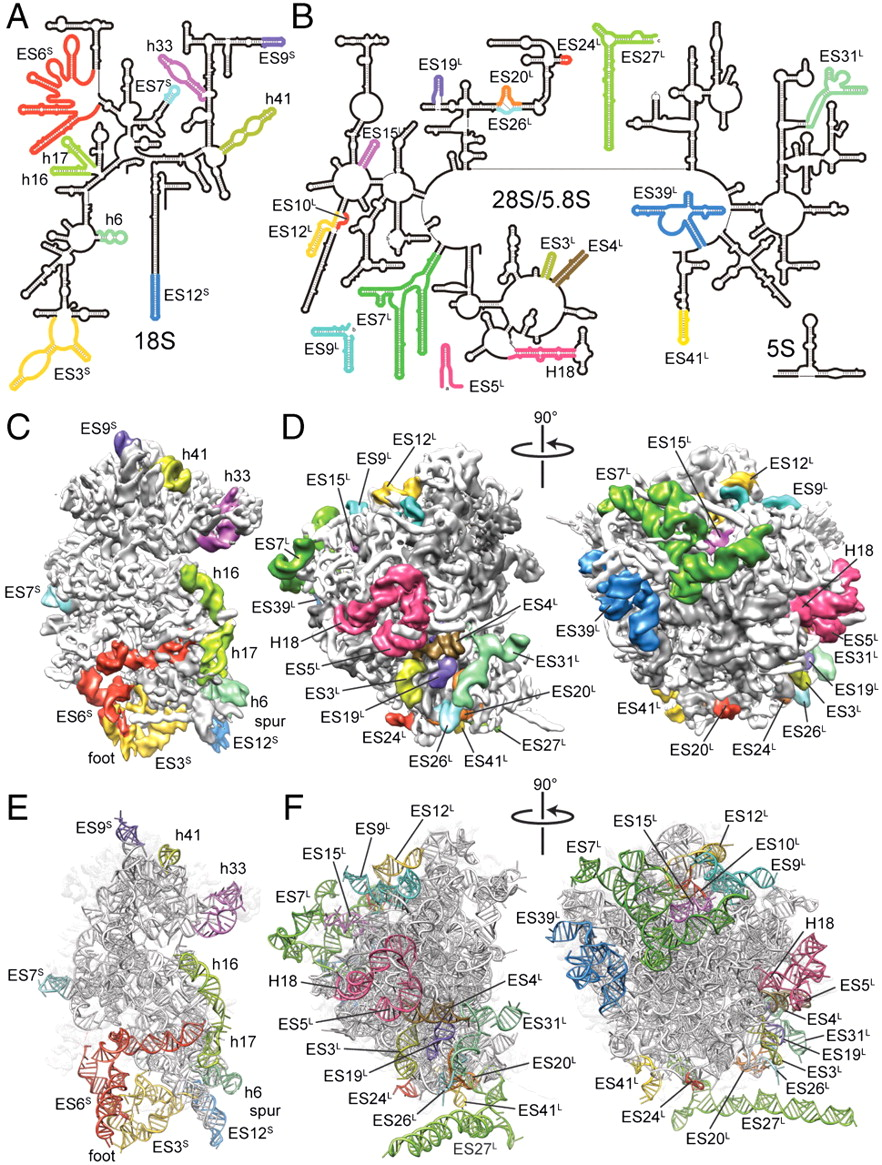 A
ES6ˢ
h33
ES7ˢ
ES9ˢ
h41
h17
h16
h6
ES12ˢ
18S
ES3ˢ
B
ES19ᴸ
ES24ᴸ
ES20ᴸ
ES26ᴸ
ES27ᴸ
ES31ᴸ
ES15ᴸ
ES10ᴸ
ES12ᴸ
28S/5.8S
ES39ᴸ
ES3ᴸ
ES4ᴸ
ES7ᴸ
ES9ᴸ
ES5ᴸ
H18
ES41ᴸ
5S
C
ES9ˢ
h41
h33
ES7ˢ
h16
h17
h6
spur
ES6ˢ
foot
ES3ˢ
ES12ˢ
D
90°
ES12ᴸ
ES9ᴸ
ES15ᴸ
ES7ᴸ
ES39ᴸ
H18
ES4ᴸ
ES5ᴸ
ES31ᴸ
ES3ᴸ
ES19ᴸ
ES20ᴸ
ES24ᴸ
ES26ᴸ
ES41ᴸ
ES27ᴸ
ES15ᴸ
ES7ᴸ
ES12ᴸ
ES9ᴸ
H18
ES39ᴸ
ES5ᴸ
ES31ᴸ
ES19ᴸ
ES3ᴸ
ES41ᴸ
ES26ᴸ
ES20ᴸ
ES24ᴸ
E
ES9ˢ
h41
h33
h16
ES7ˢ
h17
h6
spur
ES6ˢ
ES3ˢ
ES12ˢ
foot
F
90°
ES12ᴸ
ES9ᴸ
ES15ᴸ
ES7ᴸ
H18
ES4ᴸ
ES5ᴸ
ES31ᴸ
ES3ᴸ
ES19ᴸ
ES20ᴸ
ES24ᴸ
ES26ᴸ
ES41ᴸ
ES27ᴸ
ES15ᴸ
ES12ᴸ
ES7ᴸ
ES10ᴸ
ES9ᴸ
ES39ᴸ
H18
ES5ᴸ
ES4ᴸ
ES31ᴸ
ES19ᴸ
ES3ᴸ
ES41ᴸ
ES26ᴸ
ES24ᴸ
ES20ᴸ
ES27ᴸ